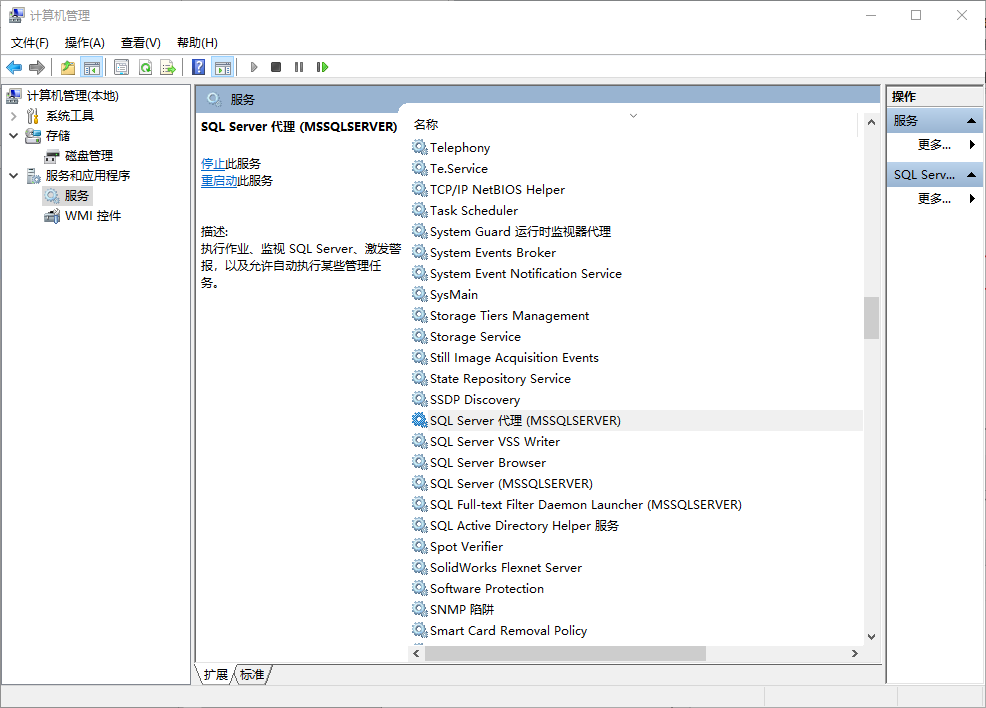 计算机管理
文件(F) 操作(A) 查看(V) 帮助(H)
计算机管理(本地)
系统工具
存储
磁盘管理
服务和应用程序
服务
WMI 控件
服务
SQL Server 代理 (MSSQLSERVER)
停止此服务
重启动此服务
描述:
执行作业、监视 SQL Server、激发警
报，以及允许自动执行某些管理任
务。
名称
Telephony
Te.Service
TCP/IP NetBIOS Helper
Task Scheduler
System Guard 运行时监视器代理
System Events Broker
System Event Notification Service
SysMain
Storage Tiers Management
Storage Service
Still Image Acquisition Events
State Repository Service
SSDP Discovery
SQL Server 代理 (MSSQLSERVER)
SQL Server VSS Writer
SQL Server Browser
SQL Server (MSSQLSERVER)
SQL Full-text Filter Daemon Launcher (MSSQLSERVER)
SQL Active Directory Helper 服务
Spot Verifier
SolidWorks Flexnet Server
Software Protection
SNMP 陷阱
Smart Card Removal Policy
扩展 标准
操作
服务
更多...
SQL Serv...
更多...